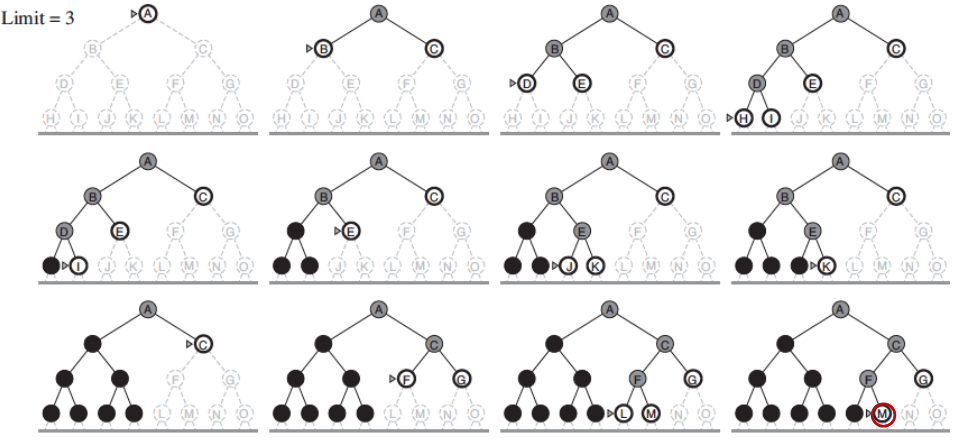 Limit = 3
A
B C
D E F G
H I J K L M N O
A
B C
D E F G
H I J K L M N O
A
B C
D E F G
H I J K L M N O
A
B C
D E F G
H I J K L M N O
A
B C
D E F G
I J K L M N O
A
B C
E F G
J K L M N O
A
B C
E F G
J K L M N O
A
B C
E F G
K L M N O
A
C
F G
L M N O
A
C
F G
L M N O
A
C
F G
L M N O
A
C
F G
M N O